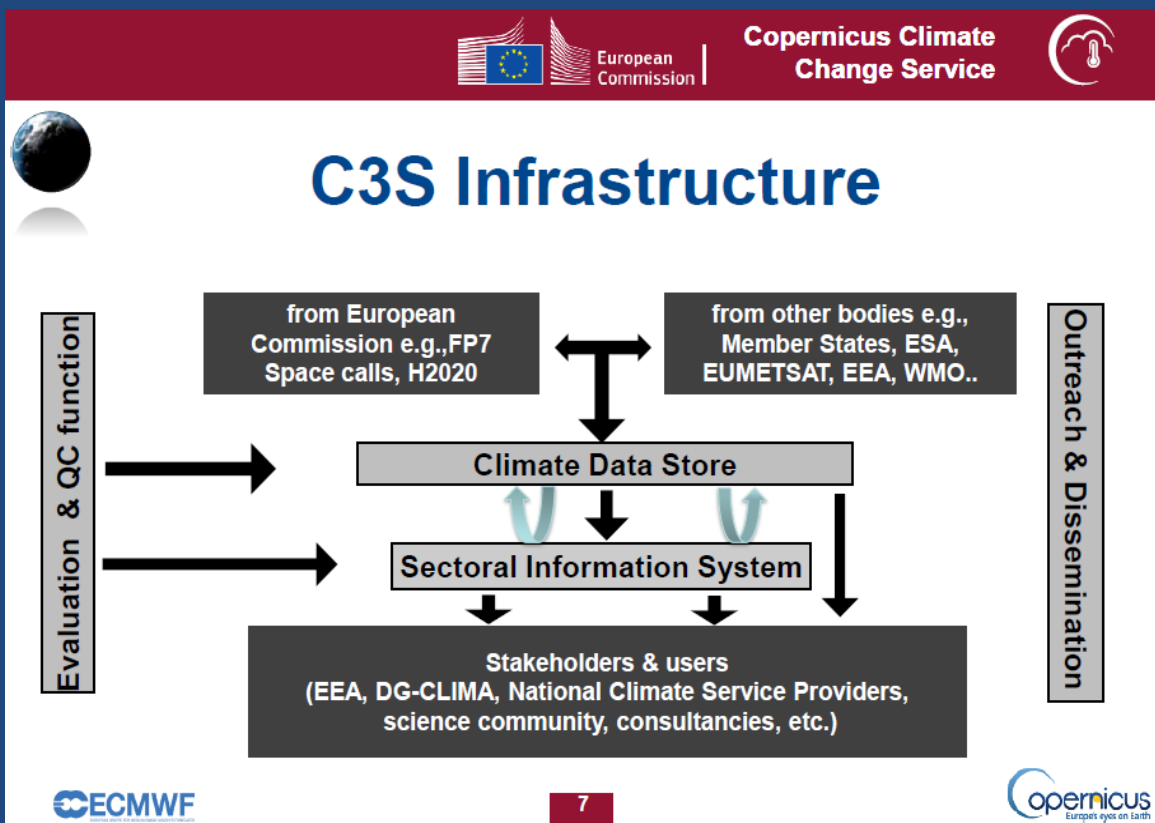 European
Commission
Copernicus Climate
Change Service
C3S Infrastructure
Evaluation & QC function
from European
Commission e.g.,FP7
Space calls, H2020
from other bodies e.g.,
Member States, ESA,
EUMETSAT, EEA, WMO..
Outreach & Dissemination
Climate Data Store
Sectoral Information System
Stakeholders & users
(EEA, DG-CLIMA, National Climate Service Providers,
science community, consultancies, etc.)
ECMWF
7
opernicus
Europe's eyes on Earth